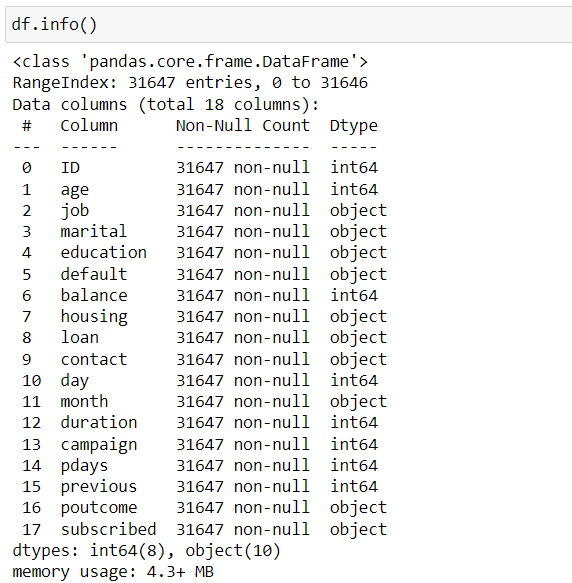 df.info()
<class 'pandas.core.frame.DataFrame'>
RangeIndex: 31647 entries, 0 to 31646
Data columns (total 18 columns):
 #   Column      Non-Null Count  Dtype
---  ------      --------------  -----
 0   ID          31647 non-null  int64
 1   age         31647 non-null  int64
 2   job         31647 non-null  object
 3   marital     31647 non-null  object
 4   education   31647 non-null  object
 5   default     31647 non-null  object
 6   balance     31647 non-null  int64
 7   housing     31647 non-null  object
 8   loan        31647 non-null  object
 9   contact     31647 non-null  object
 10  day         31647 non-null  int64
 11  month       31647 non-null  object
 12  duration    31647 non-null  int64
 13  campaign    31647 non-null  int64
 14  pdays       31647 non-null  int64
 15  previous    31647 non-null  int64
 16  poutcome    31647 non-null  object
 17  subscribed  31647 non-null  object
dtypes: int64(8), object(10)
memory usage: 4.3+ MB